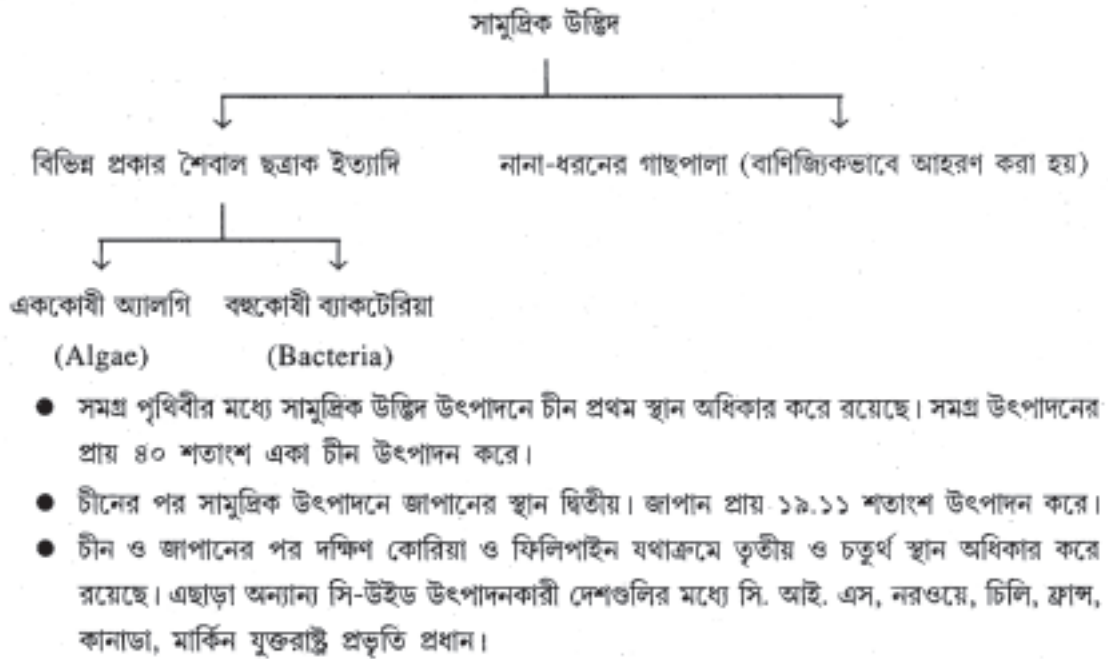 সামুদ্রিক উদ্ভিদ
বিভিন্ন প্রকার শৈবাল ছত্রাক ইত্যাদি নানা-ধরনের গাছপালা (বাণিজ্যিকভাবে আহরণ করা হয়)
এককোষী অ্যালগি বহুকোষী ব্যাকটেরিয়া
(Algae) (Bacteria)
● সমগ্র পৃথিবীর মধ্যে সামুদ্রিক উদ্ভিদ উৎপাদনে চীন প্রথম স্থান অধিকার করে রয়েছে। সমগ্র উৎপাদনের
প্রায় ৪০ শতাংশ একা চীন উৎপাদন করে।
● চীনের পর সামুদ্রিক উৎপাদনে জাপানের স্থান দ্বিতীয়। জাপান প্রায় ১৯.১১ শতাংশ উৎপাদন করে।
● চীন ও জাপানের পর দক্ষিণ কোরিয়া ও ফিলিপাইন যথাক্রমে তৃতীয় ও চতুর্থ স্থান অধিকার করে
রয়েছে। এছাড়া অন্যান্য সি-উইড উৎপাদনকারী দেশগুলির মধ্যে সি. আই. এস, নরওয়ে, চিলি, ফ্রান্স,
কানাডা, মার্কিন যুক্তরাষ্ট্র প্রভৃতি প্রধান।